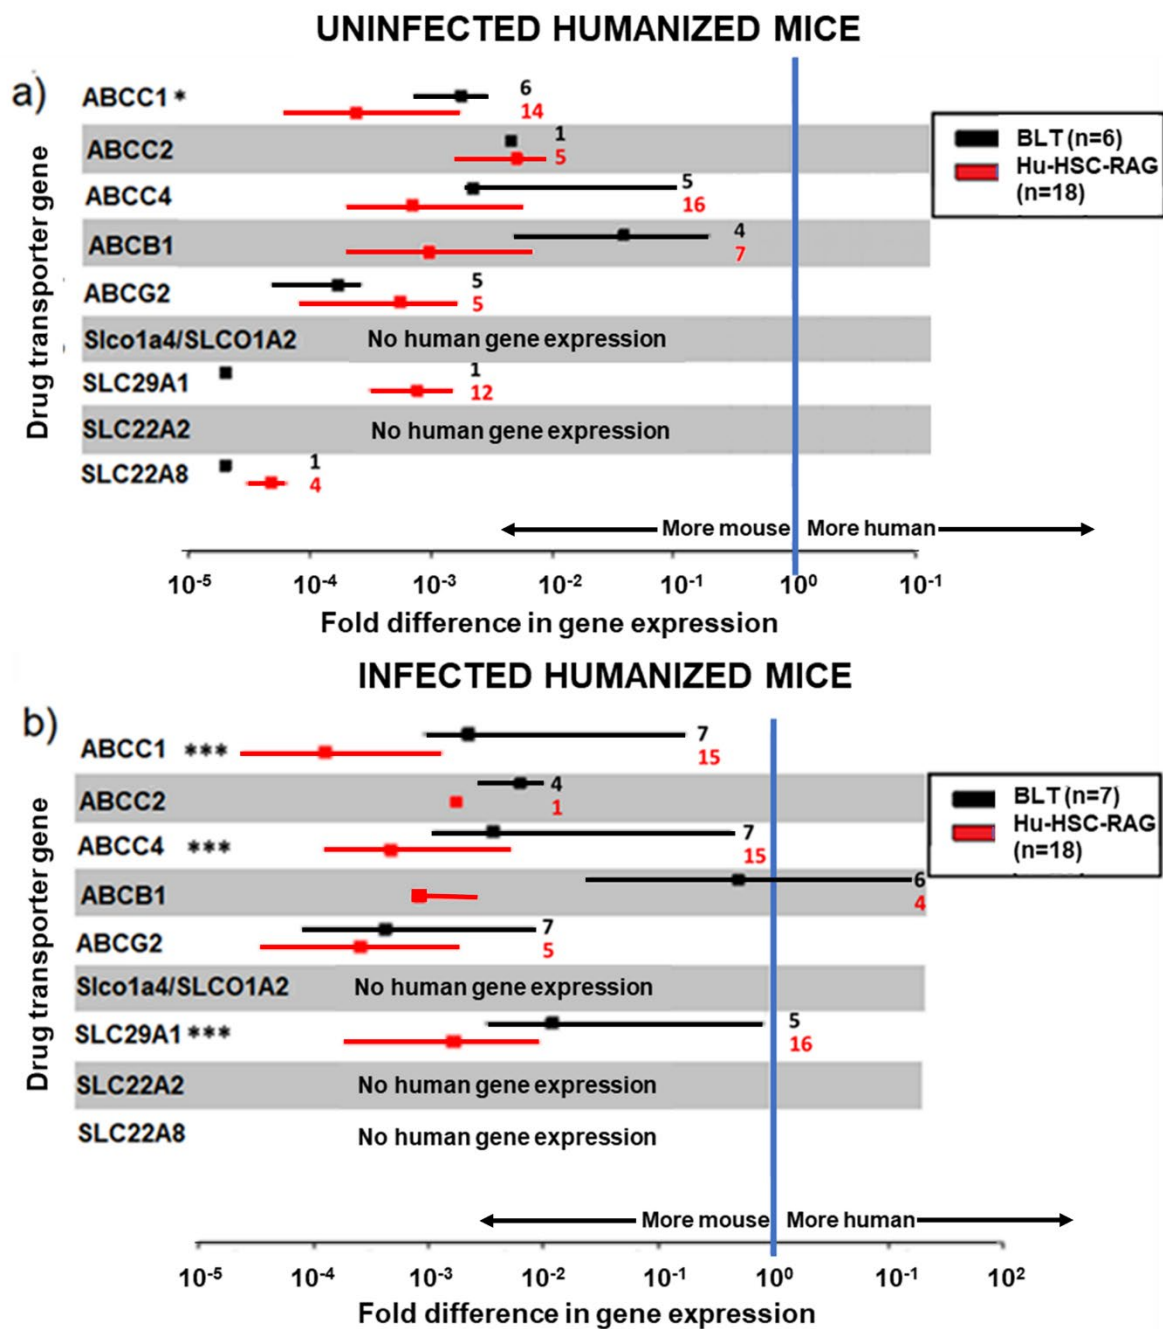 UNINFECTED HUMANIZED MICE
a)
Drug transporter gene
ABCC1 *
6
14
ABCC2
1
5
ABCC4
5
16
ABCB1
4
7
ABCG2
5
5
Slco1a4/SLCO1A2 No human gene expression
SLC29A1
1
12
SLC22A2 No human gene expression
SLC22A8
1
4
BLT (n=6)
Hu-HSC-RAG
(n=18)
More mouse More human
10-5 10-4 10-3 10-2 10-1 100 10-1
Fold difference in gene expression
INFECTED HUMANIZED MICE
b)
Drug transporter gene
ABCC1 ***
7
15
ABCC2
4
1
ABCC4 ***
7
15
ABCB1
6
4
ABCG2
7
5
Slco1a4/SLCO1A2 No human gene expression
SLC29A1 ***
5
16
SLC22A2 No human gene expression
SLC22A8 No human gene expression
BLT (n=7)
Hu-HSC-RAG
(n=18)
More mouse More human
10-5 10-4 10-3 10-2 10-1 100 10-1 102
Fold difference in gene expression